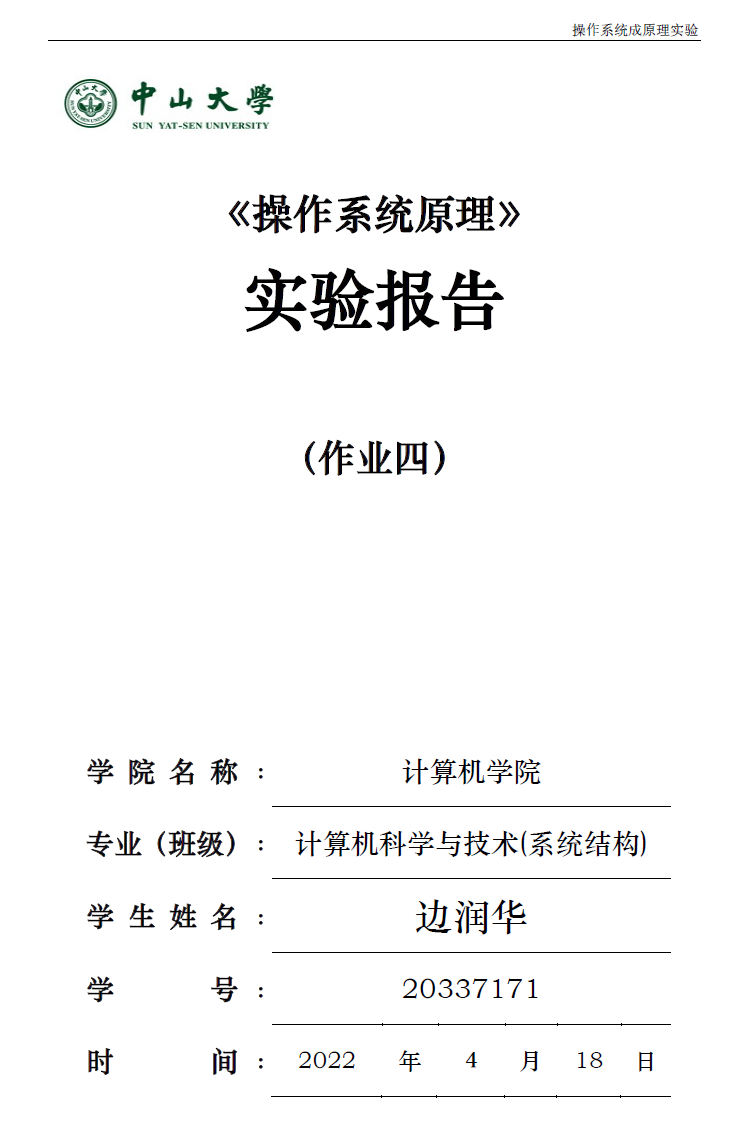 操作系统成原理实验
中山大學
SUN YAT-SEN UNIVERSITY
《操作系统原理》
实验报告
（作业四）
学院名称：计算机学院
专业（班级）：计算机科学与技术(系统结构)
学生姓名：边润华
学号：20337171
时间：2022 年 4 月 18 日